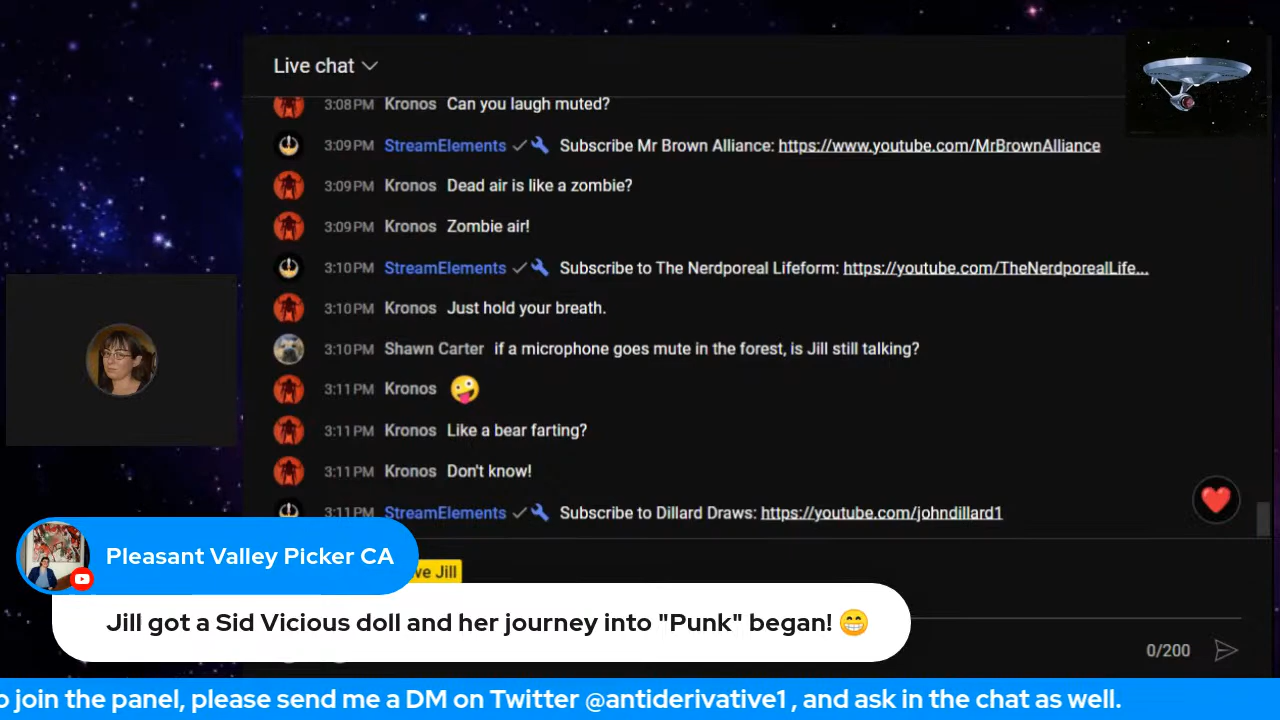 Live chat
3:08 PM Kronos Can you laugh muted?
3:09 PM StreamElements Subscribe Mr Brown Alliance: https://www.youtube.com/MrBrownAlliance
3:09 PM Kronos Dead air is like a zombie?
3:09 PM Kronos Zombie air!
3:10 PM StreamElements Subscribe to The Nerdporeal Lifeform: https://youtube.com/TheNerdporealLife...
3:10 PM Kronos Just hold your breath.
3:10 PM Shawn Carter if a microphone goes mute in the forest, is Jill still talking?
3:11 PM Kronos 🤪
3:11 PM Kronos Like a bear farting?
3:11 PM Kronos Don't know!
3:11 PM StreamElements Subscribe to Dillard Draws: https://youtube.com/johndillard1
Pleasant Valley Picker CA
Jill
Jill got a Sid Vicious doll and her journey into "Punk" began! 😁
0/200
join the panel, please send me a DM on Twitter @antiderivative1 , and ask in the chat as well.